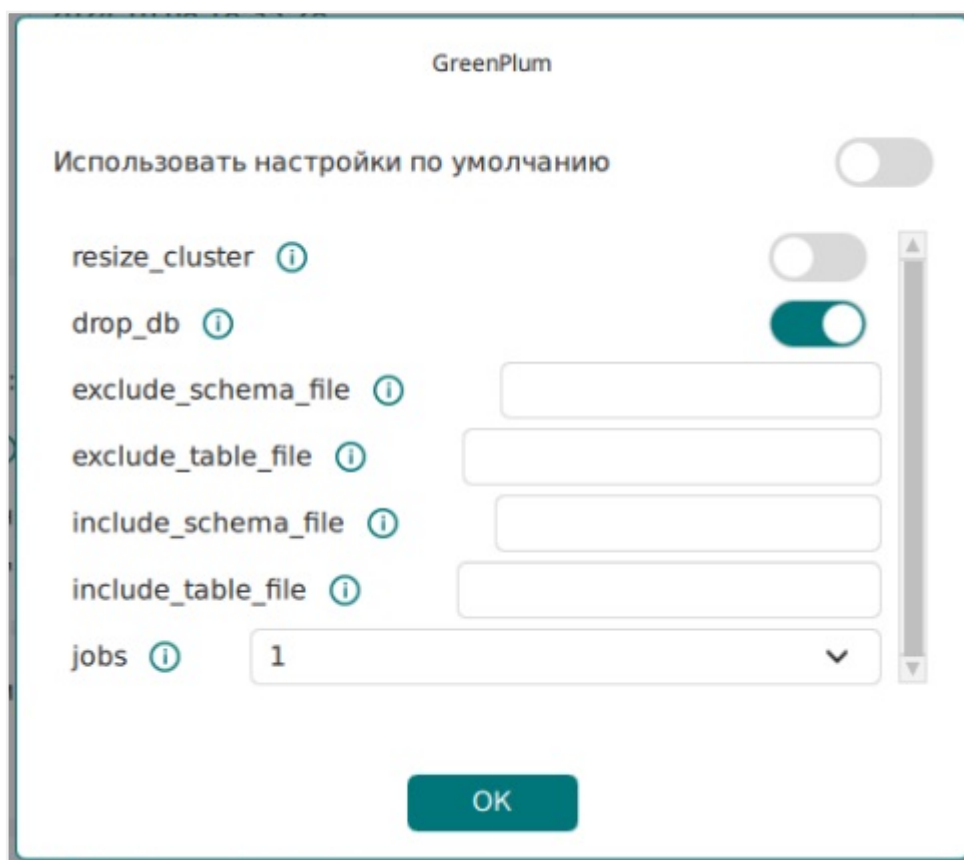 GreenPlum
Использовать настройки по умолчанию
resize_cluster
drop_db
exclude_schema_file
exclude_table_file
include_schema_file
include_table_file
jobs 1
OK